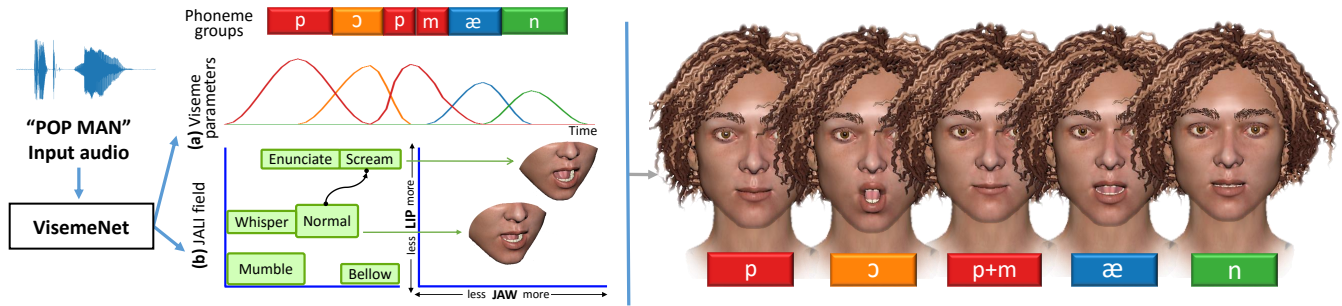 Phoneme
groups
p ɔ p m æ n
(a) Viseme
parameters
Time
"POP MAN"
Input audio
VisemeNet
(b) JALI field
Enunciate Scream
Whisper Normal
Mumble Bellow
less LIP more
less JAW more
p ɔ p+m æ n